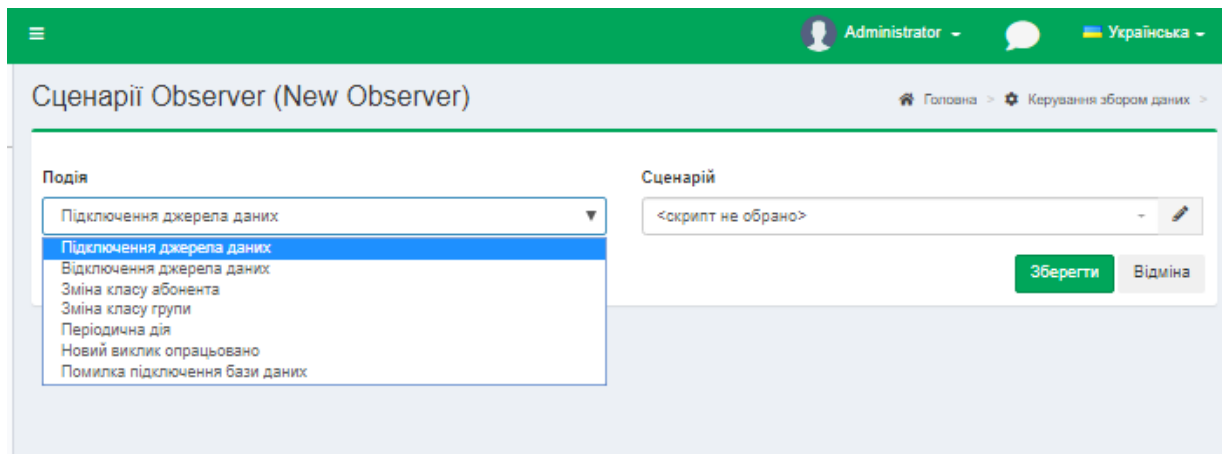 Administrator
Українська
Сценарії Observer (New Observer)
Головна > Керування збором даних >
Подія
Сценарій
Підключення джерела даних
<скрипт не обрано>
Підключення джерела даних
Відключення джерела даних
Зміна класу абонента
Зміна класу групи
Періодична дія
Новий виклик опрацьовано
Помилка підключення бази даних
Зберегти
Відміна